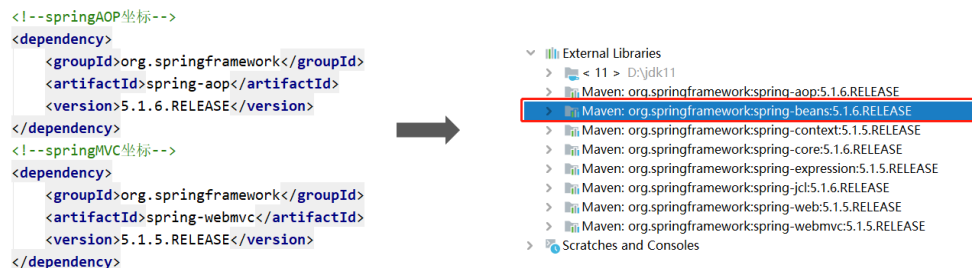 <!--springAOP坐标-->
<dependency>
    <groupId>org.springframework</groupId>
    <artifactId>spring-aop</artifactId>
    <version>5.1.6.RELEASE</version>
</dependency>
<!--springMVC坐标-->
<dependency>
    <groupId>org.springframework</groupId>
    <artifactId>spring-webmvc</artifactId>
    <version>5.1.5.RELEASE</version>
</dependency>
External Libraries
< 11 > D:\jdk11
Maven: org.springframework:spring-aop:5.1.6.RELEASE
Maven: org.springframework:spring-beans:5.1.6.RELEASE
Maven: org.springframework:spring-context:5.1.5.RELEASE
Maven: org.springframework:spring-core:5.1.6.RELEASE
Maven: org.springframework:spring-expression:5.1.5.RELEASE
Maven: org.springframework:spring-jcl:5.1.6.RELEASE
Maven: org.springframework:spring-web:5.1.5.RELEASE
Maven: org.springframework:spring-webmvc:5.1.5.RELEASE
Scratches and Consoles